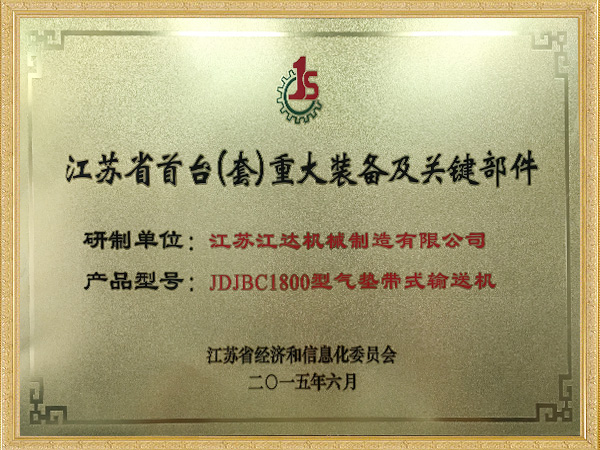 1S
江苏省首台(套)重大装备及关键部件
研制单位：江苏江达机械制造有限公司
产品型号：JDJBC1800型气垫带式输送机
江苏省经济和信息化委员会
二〇一五年六月